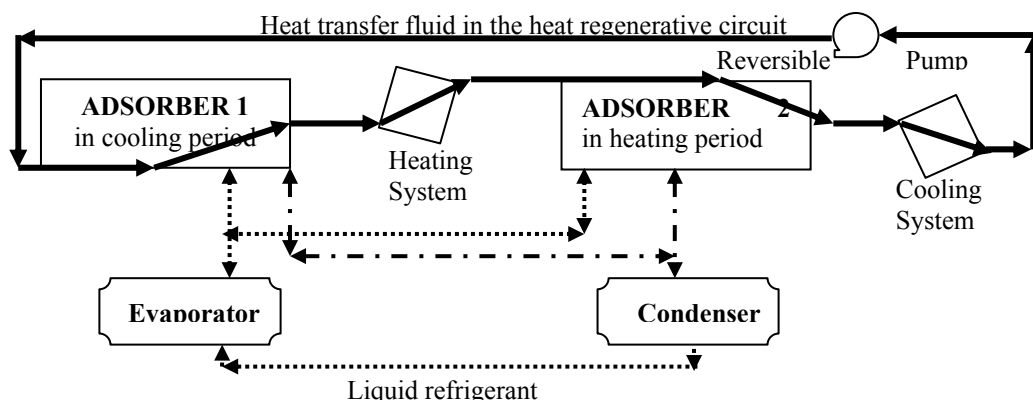 Heat transfer fluid in the heat regenerative circuit
Reversible Pump
ADSORBER 1
in cooling period
ADSORBER 2
in heating period
Heating
System
Cooling
System
Evaporator
Condenser
Liquid refrigerant